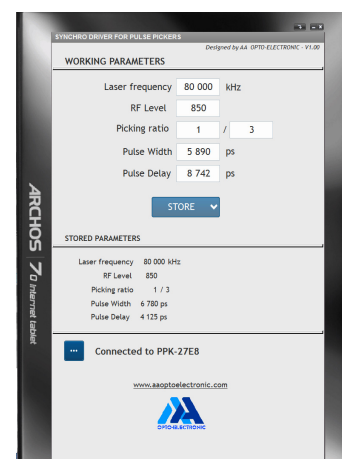 SYNCHRO DRIVER FOR PULSE PICKERS
Designed by AA OPTO-ELECTRONIC - V1.00
WORKING PARAMETERS
Laser frequency 80 000 kHz
RF Level 850
Picking ratio 1 / 3
Pulse Width 5 890 ps
Pulse Delay 8 742 ps
STORE
STORED PARAMETERS
Laser frequency 80 000 kHz
RF Level 850
Picking ratio 1 / 3
Pulse Width 6 780 ps
Pulse Delay 4 125 ps
... Connected to PPK-27E8
www.aaoptoelectronic.com
OPTO-ELECTRONIC
ARCHOS 70 internet tablet